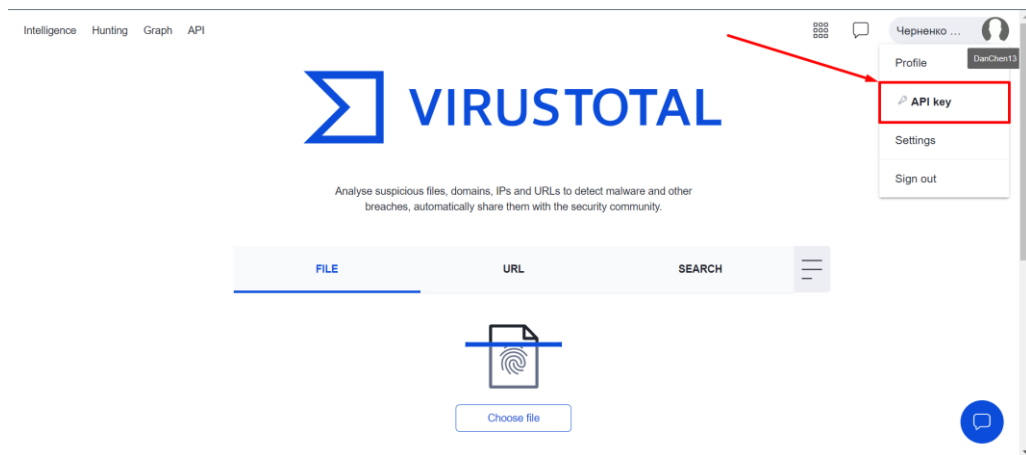 Intelligence Hunting Graph API
Черненко ...
DanChen13
Profile
API key
Settings
Sign out
VIRUSTOTAL
Analyse suspicious files, domains, IPs and URLs to detect malware and other
breaches, automatically share them with the security community.
FILE URL SEARCH
Choose file